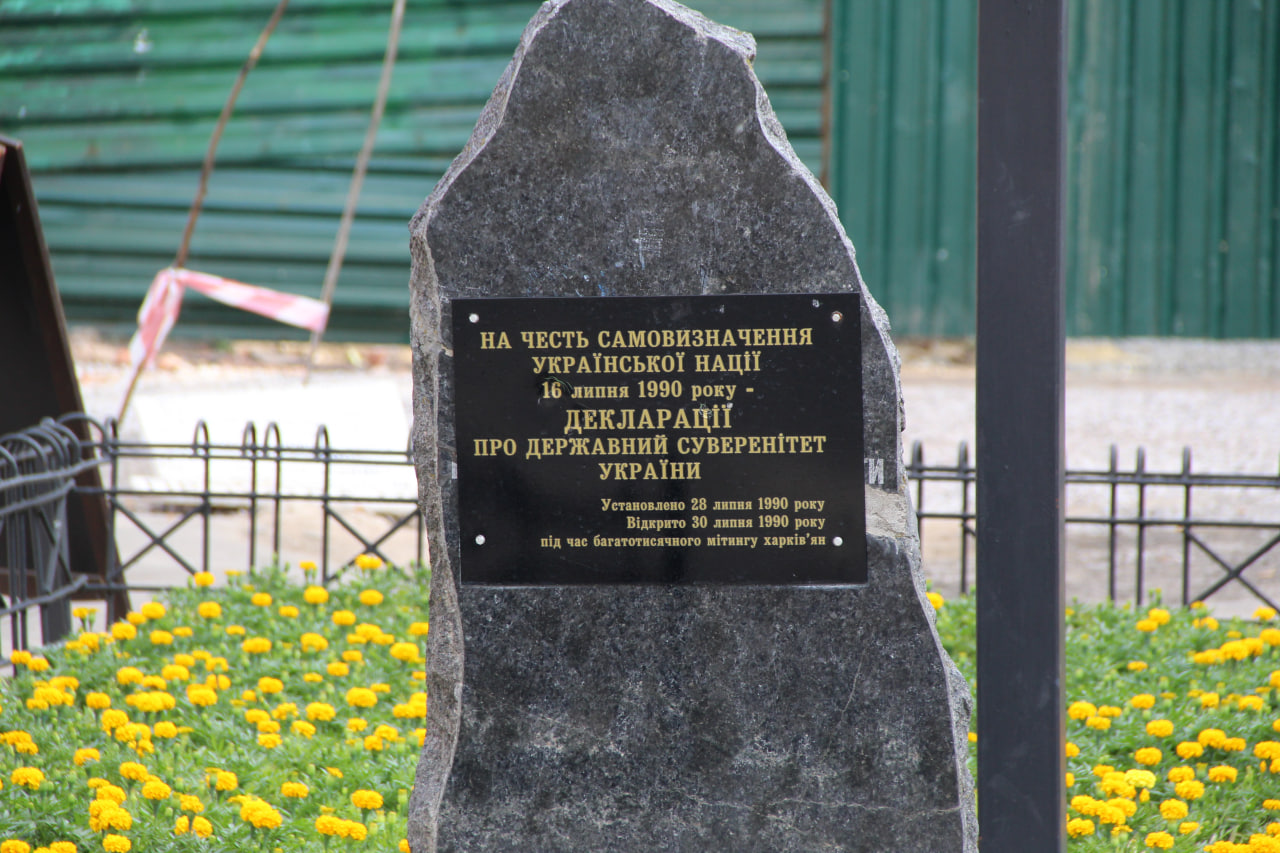 НА ЧЕСТЬ САМОВИЗНАЧЕННЯ
УКРАЇНСЬКОЇ НАЦІЇ
16 липня 1990 року -
ДЕКЛАРАЦІЇ
ПРО ДЕРЖАВНИЙ СУВЕРЕНІТЕТ
УКРАЇНИ
Установлено 28 липня 1990 року
Відкрито 30 липня 1990 року
під час багатотисячного мітингу харків'ян